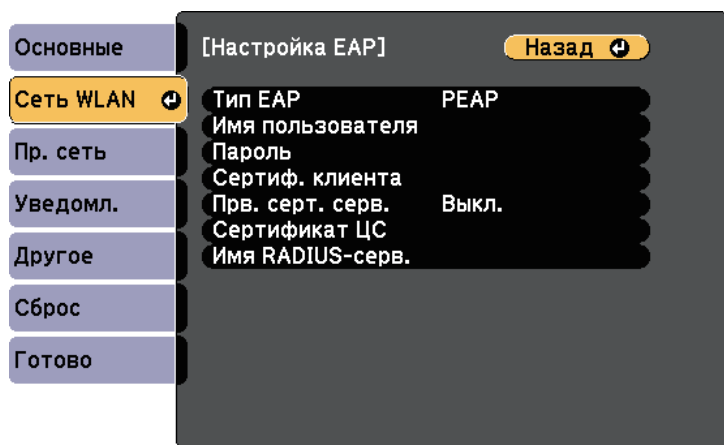 Основные
Сеть WLAN
Пр. сеть
Уведомл.
Другое
Сброс
Готово
[Настройка EAP]
Назад
Тип EAP PEAP
Имя пользователя
Пароль
Сертиф. клиента
Прв. серт. серв. Выкл.
Сертификат ЦС
Имя RADIUS-серв.